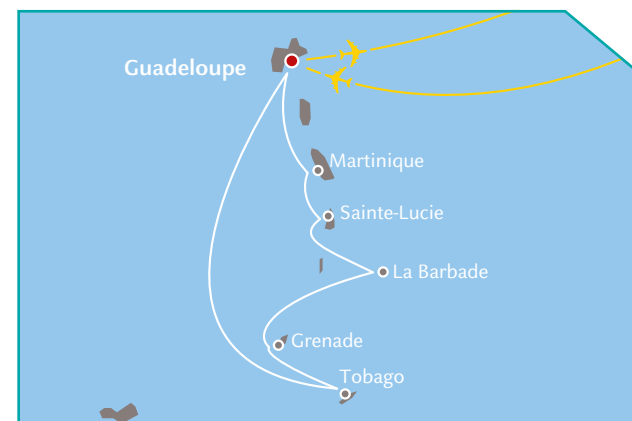 Guadeloupe
Martinique
Sainte-Lucie
La Barbade
Grenade
Tobago